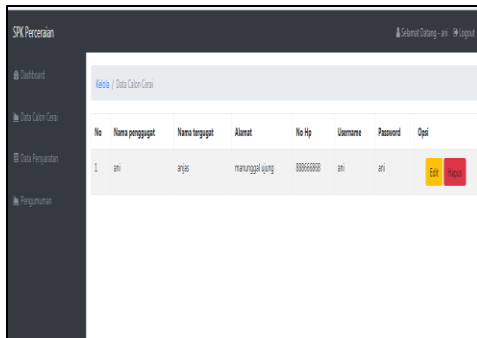 SPK Perceraian
Selamat Datang - ani Logout
Dashboard
Data Calon Cerai
Data Persyaratan
Pengumuman
Kelola / Data Calon Cerai
No Nama penggugat Nama tergugat Alamat No Hp Username Password Opsi
1 ani anjas manunggal ujung ani ani Edit Hapus